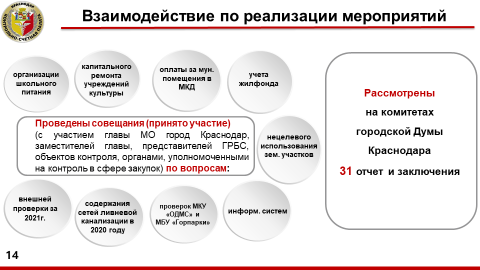 Взаимодействие по реализации мероприятий
организации
школьного
питания
капитального
ремонта
учреждений
культуры
оплаты за мун.
помещения в
МКД
учета
жилфонда
Проведены совещания (принято участие)
(с участием главы МО город Краснодар,
заместителей главы, представителей ГРБС,
объектов контроля, органами, уполномоченными
на контроль в сфере закупок) по вопросам:
нецелевого
использования
зем. участков
внешней
проверки за
2021г.
содержания
сетей ливневой
канализации в
2020 году
проверок МКУ
«ОДМС» и
МБУ «Горпарки»
информ. систем
Рассмотрены
на комитетах
городской Думы
Краснодара
31 отчет и заключения
14